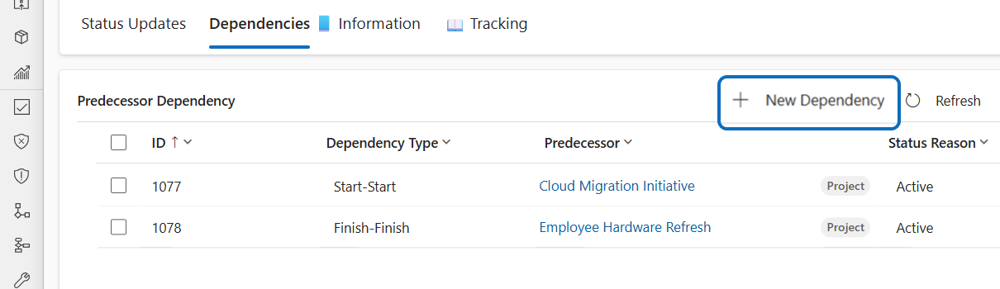 Status Updates Dependencies Information Tracking
Predecessor Dependency New Dependency Refresh
ID Dependency Type Predecessor Status Reason
1077 Start-Start Cloud Migration Initiative Project Active
1078 Finish-Finish Employee Hardware Refresh Project Active